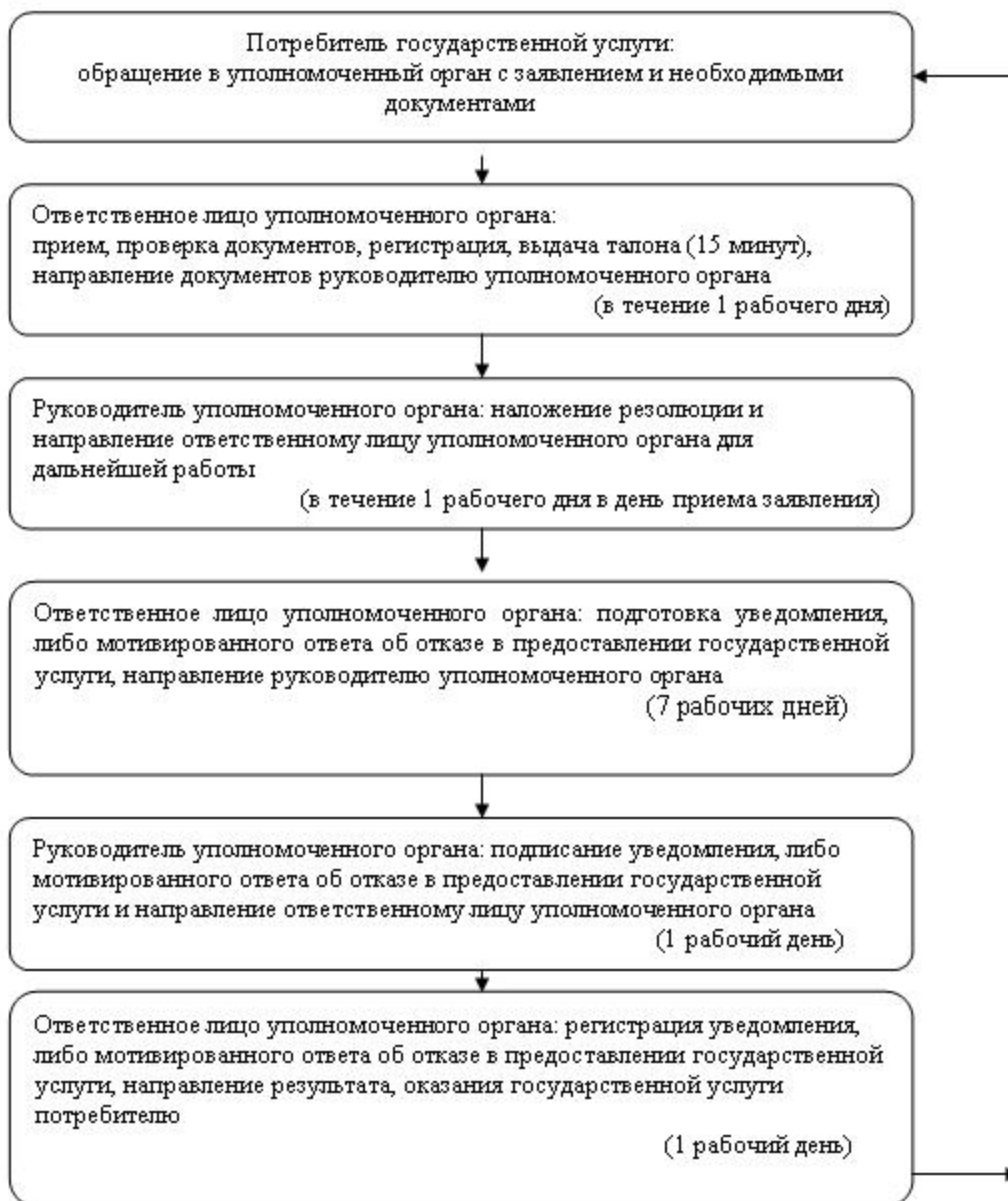 Потребитель государственной услуги:
обращение в уполномоченный орган с заявлением и необходимыми
документами
Ответственное лицо уполномоченного органа:
прием, проверка документов, регистрация, выдача талона (15 минут),
направление документов руководителю уполномоченного органа
(в течение 1 рабочего дня)
Руководитель уполномоченного органа: наложение резолюции и
направление ответственному лицу уполномоченного органа для
дальнейшей работы
(в течение 1 рабочего дня в день приема заявления)
Ответственное лицо уполномоченного органа: подготовка уведомления,
либо мотивированного ответа об отказе в предоставлении государственной
услуги, направление руководителю уполномоченного органа
(7 рабочих дней)
Руководитель уполномоченного органа: подписание уведомления, либо
мотивированного ответа об отказе в предоставлении государственной
услуги и направление ответственному лицу уполномоченного органа
(1 рабочий день)
Ответственное лицо уполномоченного органа: регистрация уведомления,
либо мотивированного ответа об отказе в предоставлении государственной
услуги, направление результата, оказания государственной услуги
потребителю
(1 рабочий день)